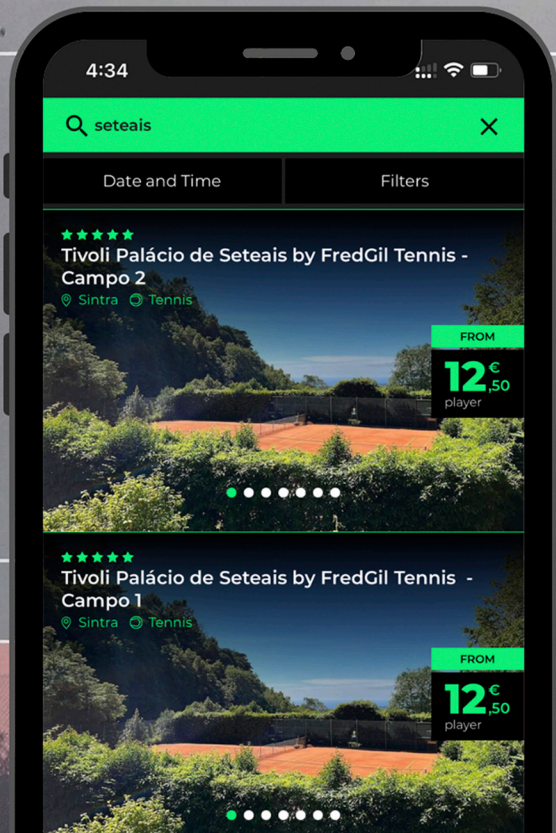 4:34
seteais
Date and Time
Filters
Tivoli Palácio de Seteais by FredGil Tennis -
Campo 2
Sintra Tennis
FROM
12€,50
player
Tivoli Palácio de Seteais by FredGil Tennis -
Campo 1
Sintra Tennis
FROM
12€,50
player